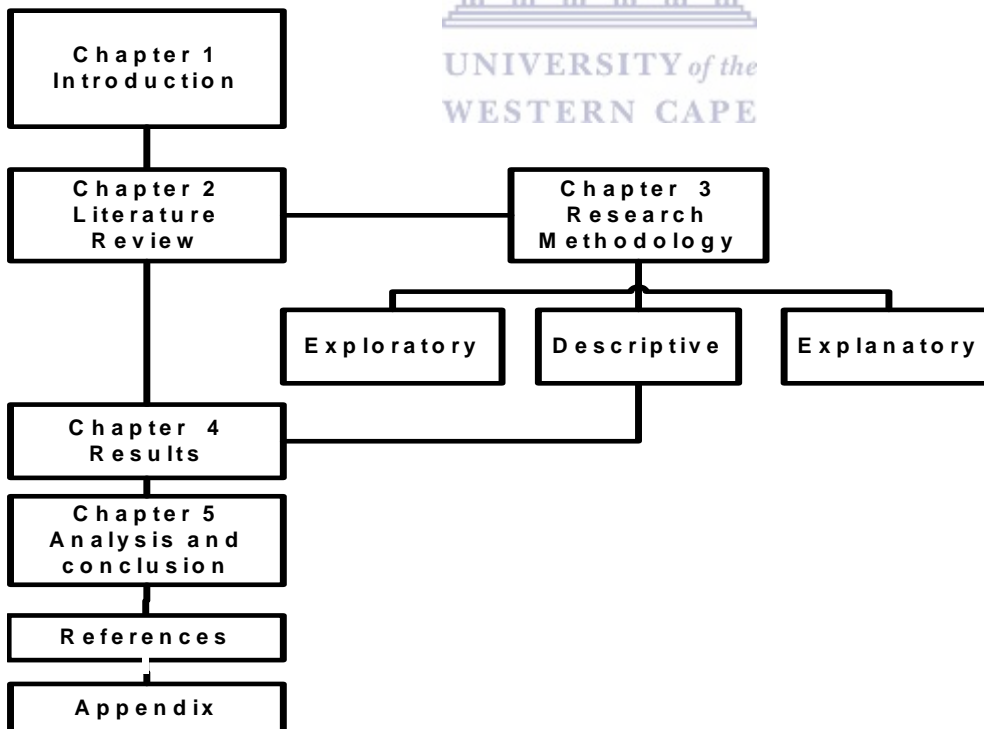 Chapter 1
Introduction
UNIVERSITY of the
WESTERN CAPE
Chapter 2
Literature
Review
Chapter 3
Research
Methodology
Exploratory
Descriptive
Explanatory
Chapter 4
Results
Chapter 5
Analysis and
conclusion
References
Appendix